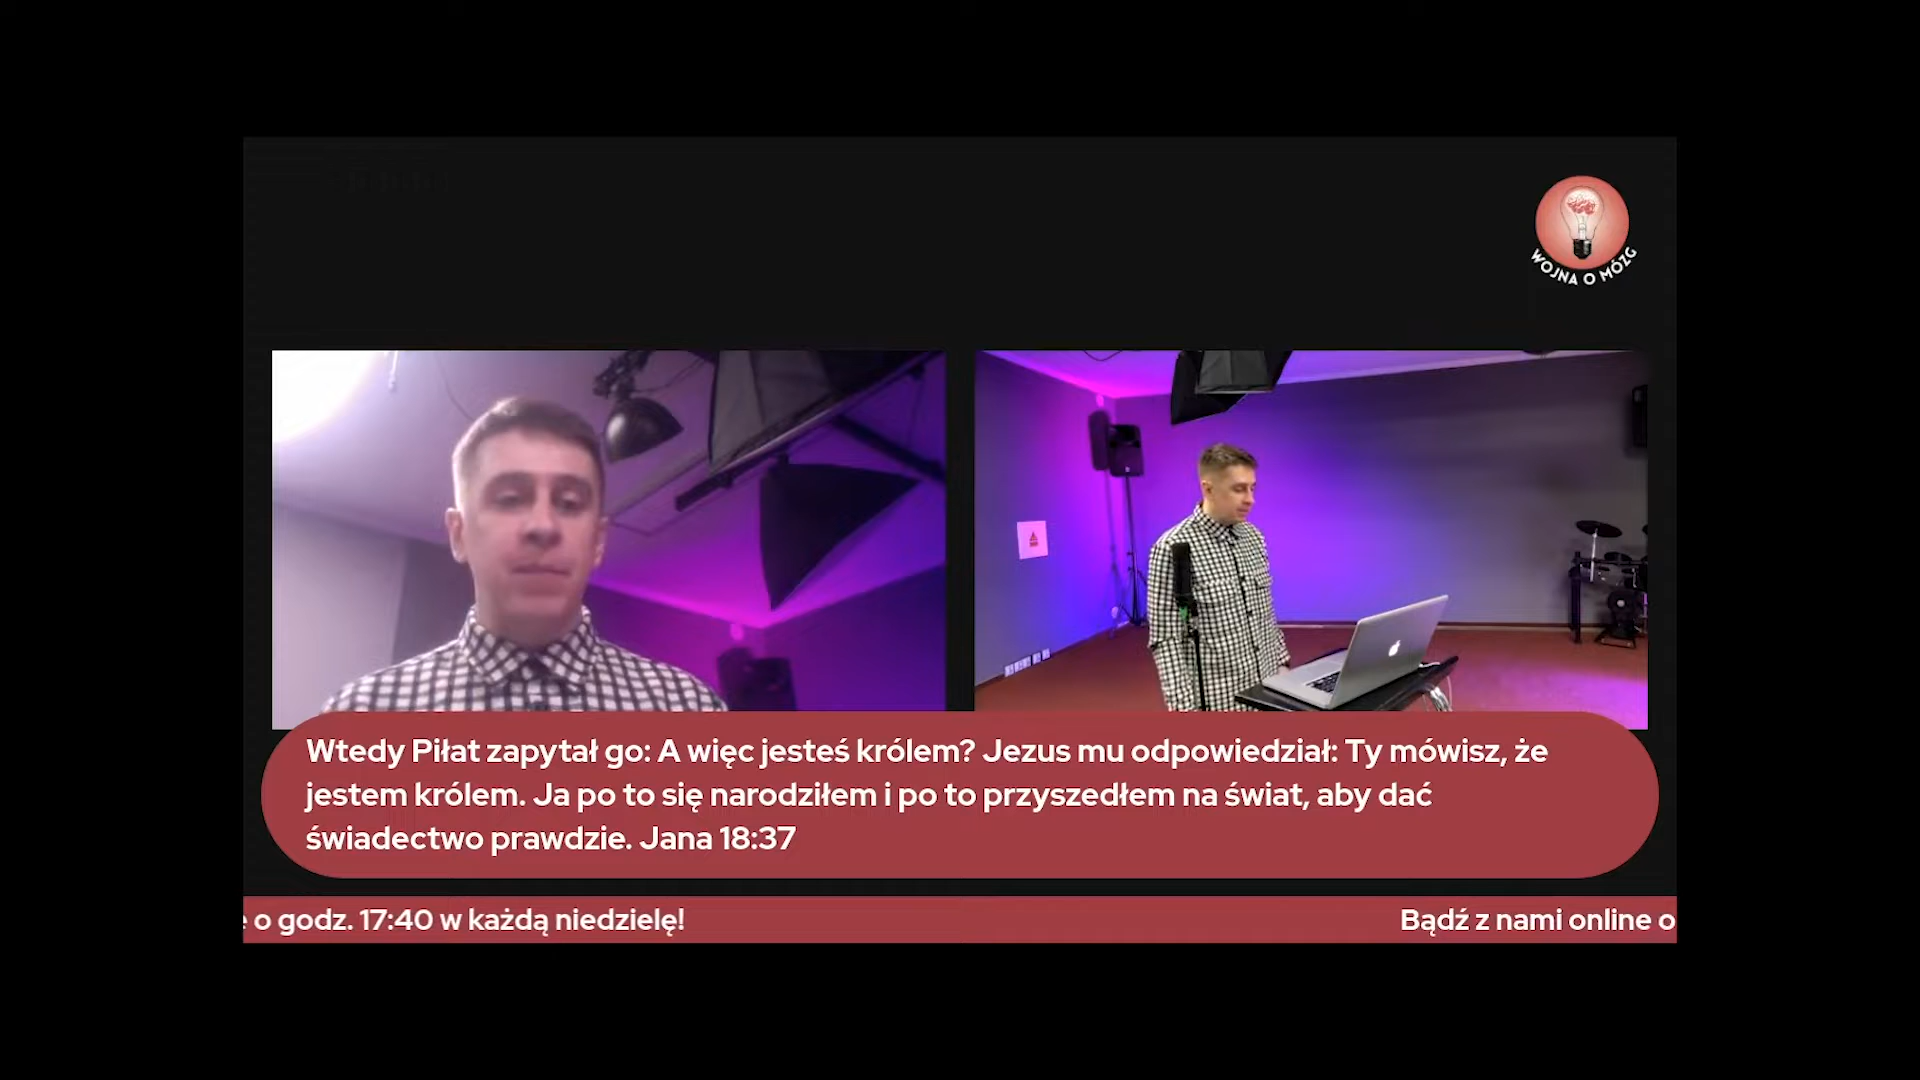 WOJNA O MÓZG
Wtedy Piłat zapytał go: A więc jesteś królem? Jezus mu odpowiedział: Ty mówisz, że
jestem królem. Ja po to się narodziłem i po to przyszedłem na świat, aby dać
świadectwo prawdzie. Jana 18:37
o godz. 17:40 w każdą niedzielę!
Bądź z nami online o